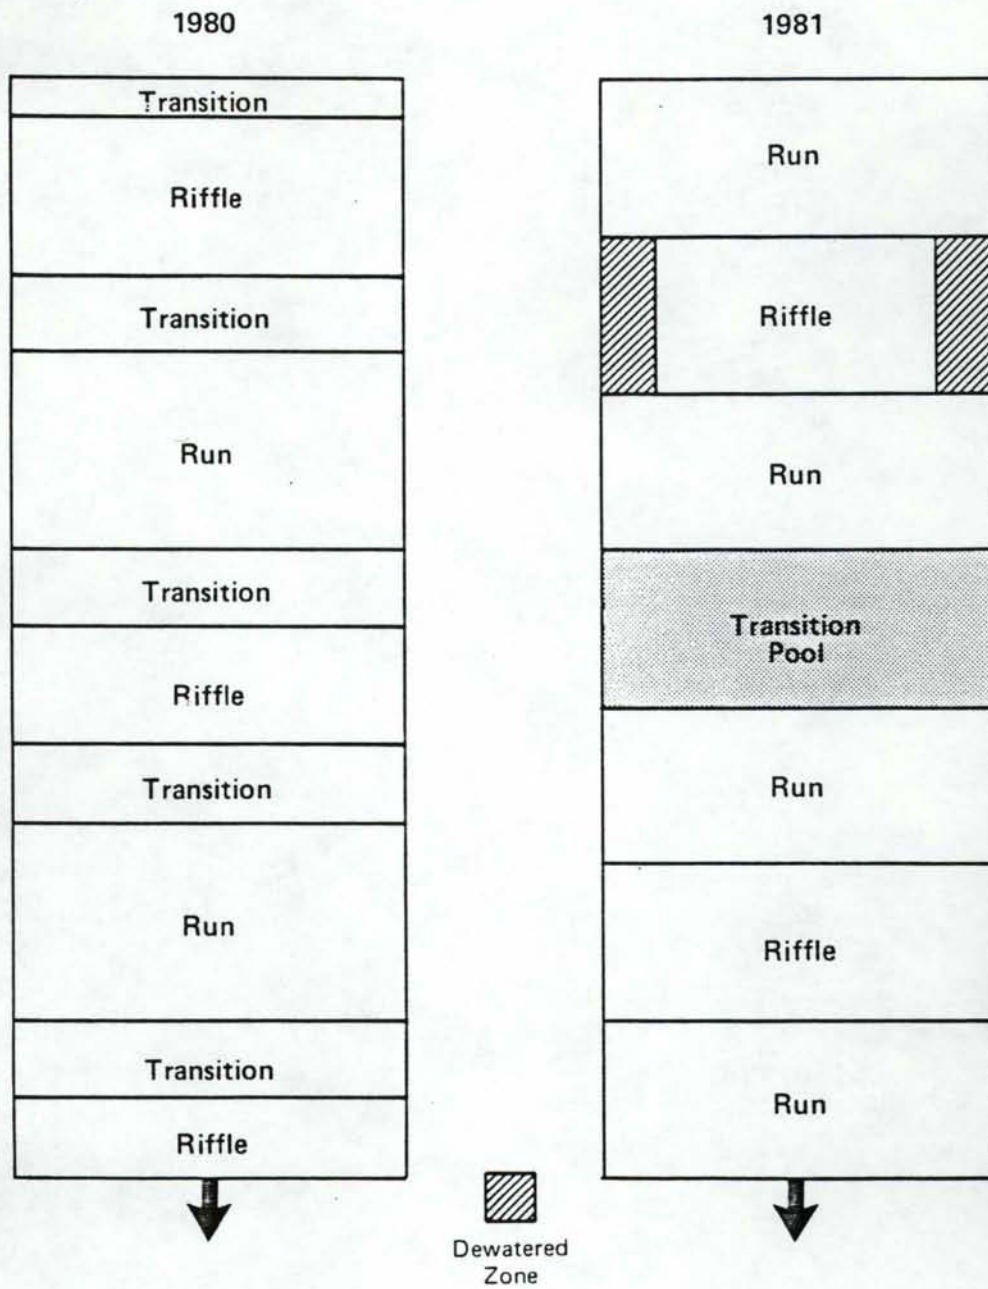 1980
Transition
Riffle
Transition
Run
Transition
Riffle
Transition
Run
Transition
Riffle
1981
Run
Riffle
Run
Transition
Pool
Run
Riffle
Run
Dewatered
Zone